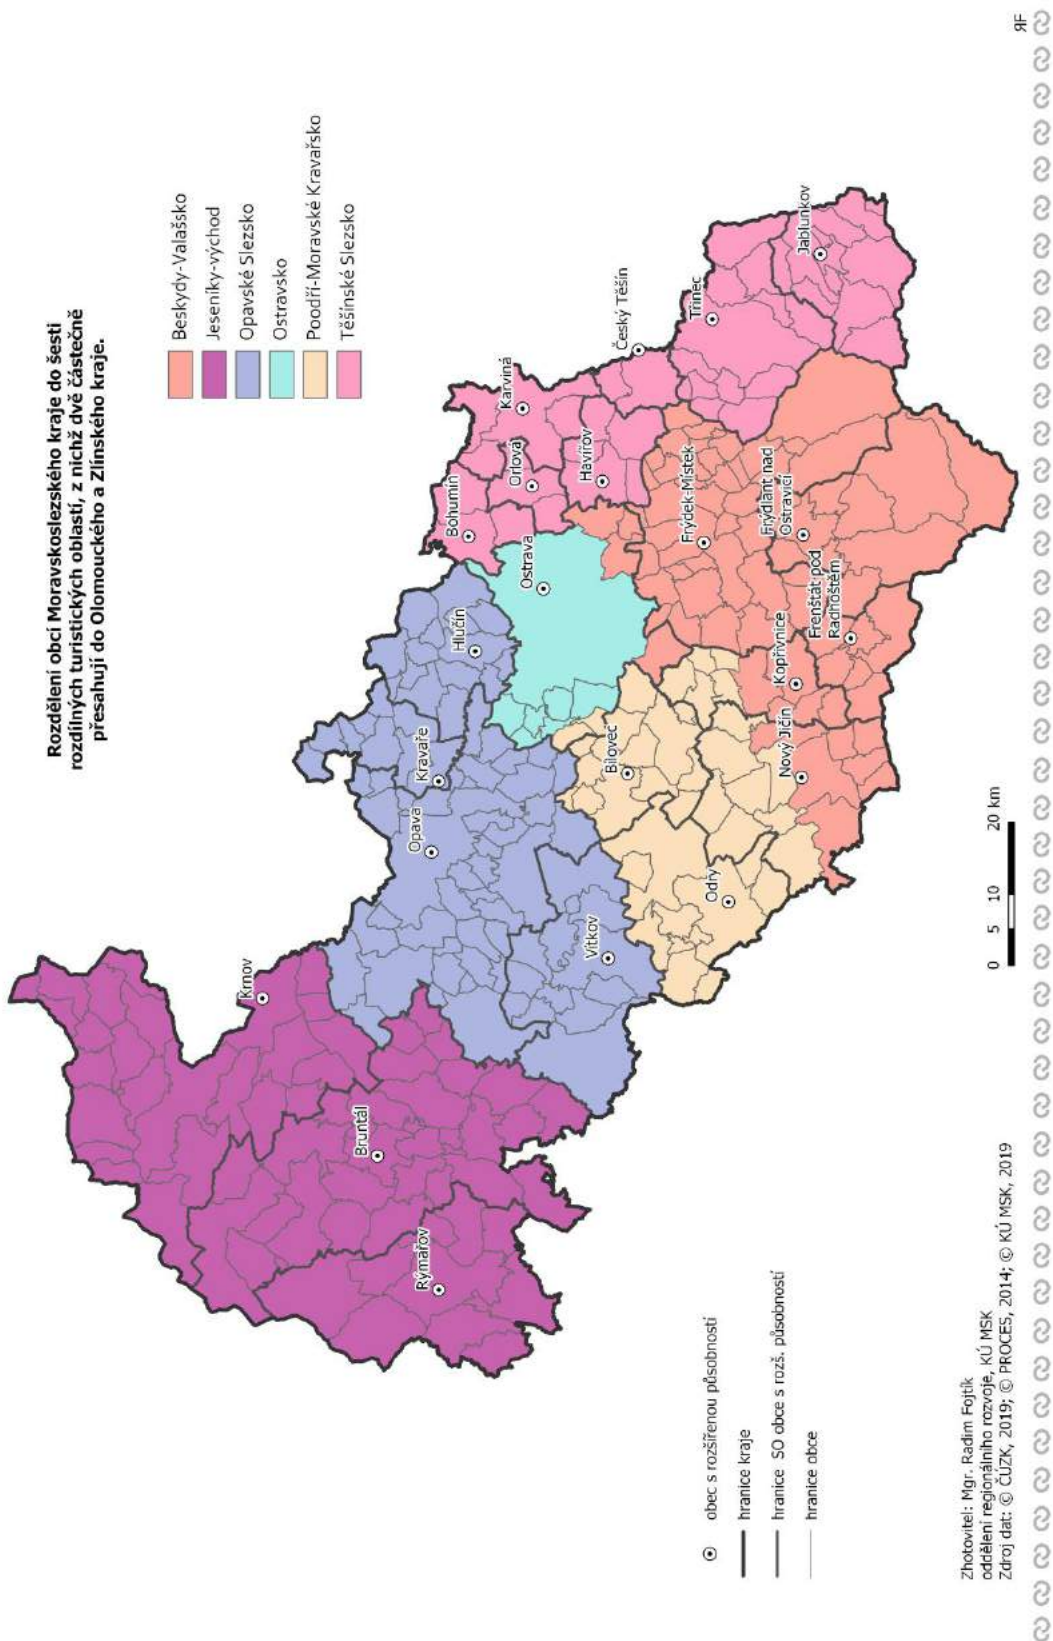 Rozdělení obcí Moravskoslezského kraje do šesti
rozdílných turistických oblastí, z nichž dvě částečně
přesahují do Olomouckého a Zlínského kraje.
Beskydy-Valašsko
Jeseníky-východ
Opavské Slezsko
Ostravsko
Poodří-Moravské Kravařsko
Těšínské Slezsko
Krnov
Bruntál
Rýmařov
Opava
Kravaře
Hlučín
Vítkov
Bohumín
Orlová
Karviná
Havířov
Český Těšín
Třinec
Jablunkov
Ostrava
Bílovec
Odry
Nový Jičín
Kopřivnice
Frenštát pod
Radhoštěm
Frýdek-Místek
Frýdlant nad
Ostravicí
obec s rozšířenou působností
hranice kraje
hranice SO obce s rozš. působností
hranice obce
0 5 10 20 km
Zhotovitel: Mgr. Radim Fojtík
oddělení regionálního rozvoje, KÚ MSK
Zdroj dat: © ČÚZK, 2019; © PROCES, 2014; © KÚ MSK, 2019
ЯF